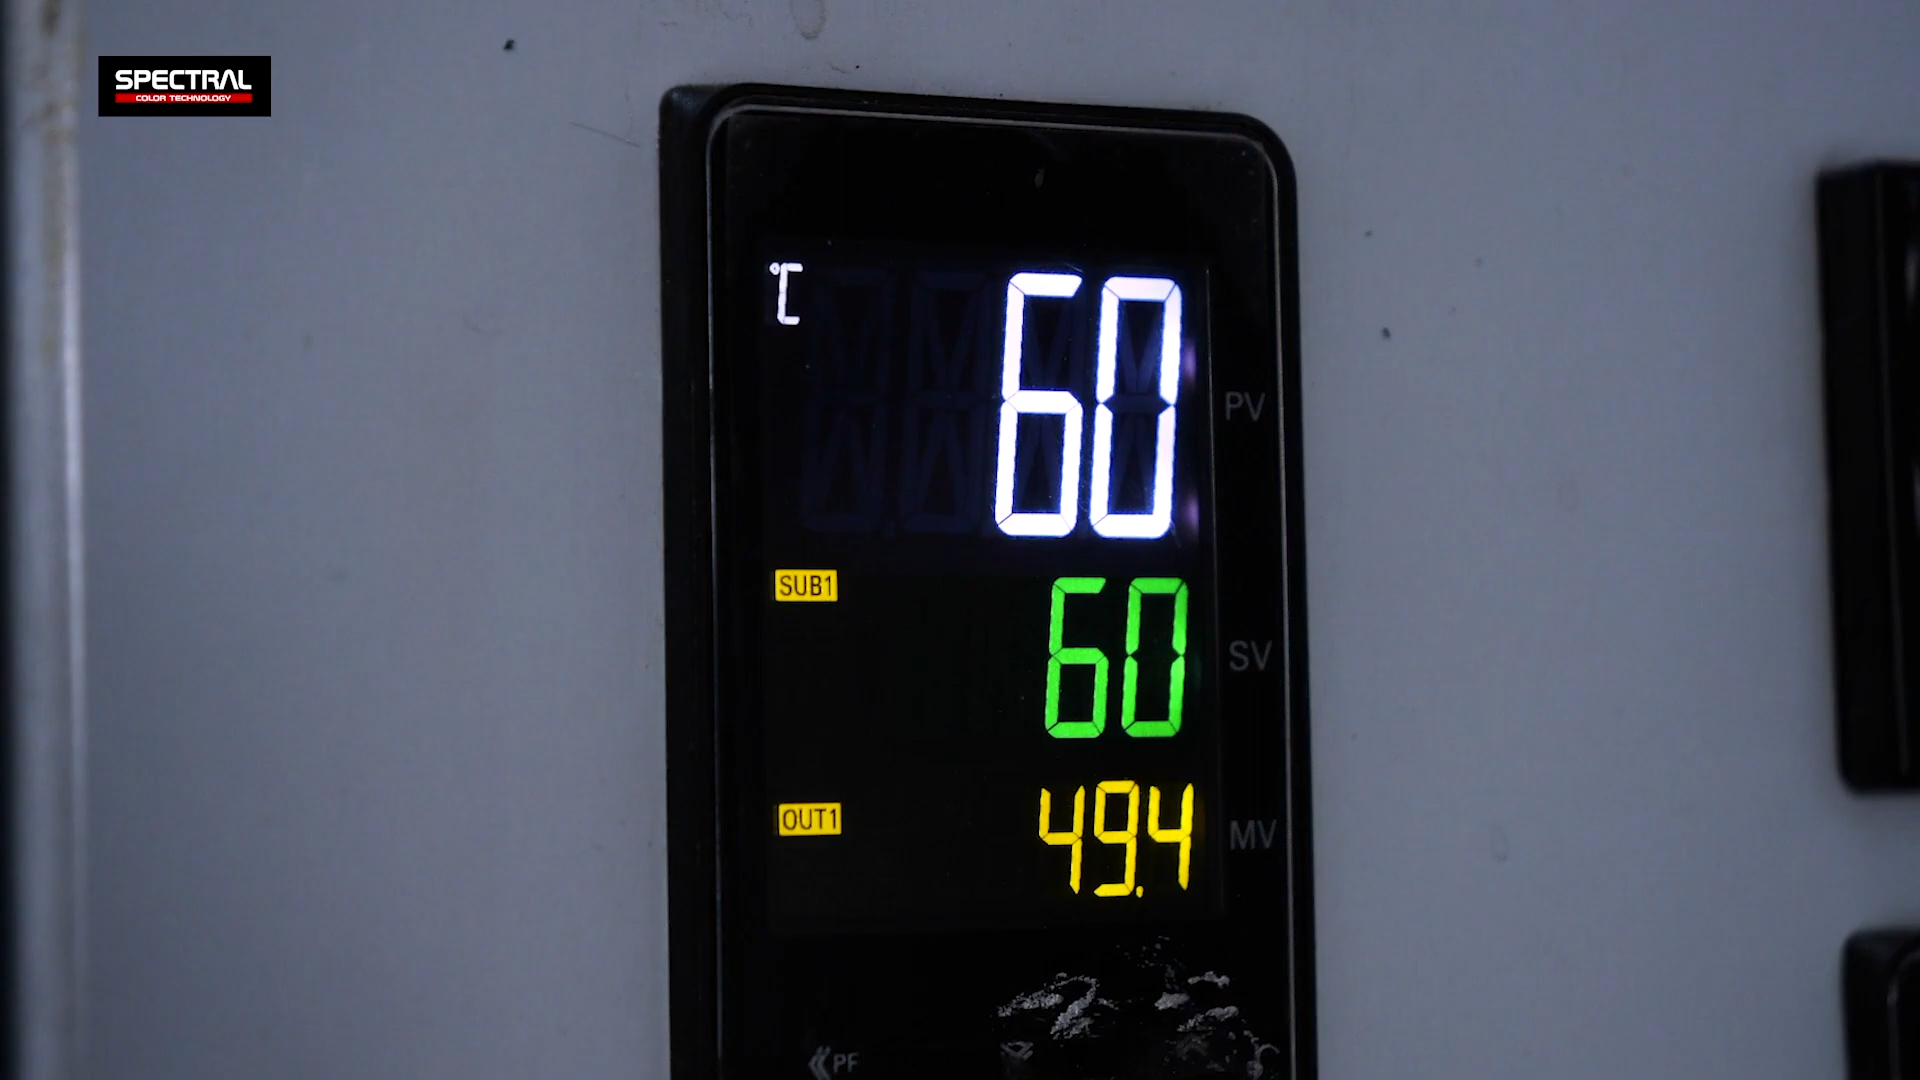 SPECTRAL
COLOR TECHNOLOGY
℃ 60 PV
SUB1 60 SV
OUT1 49.4 MV
PF